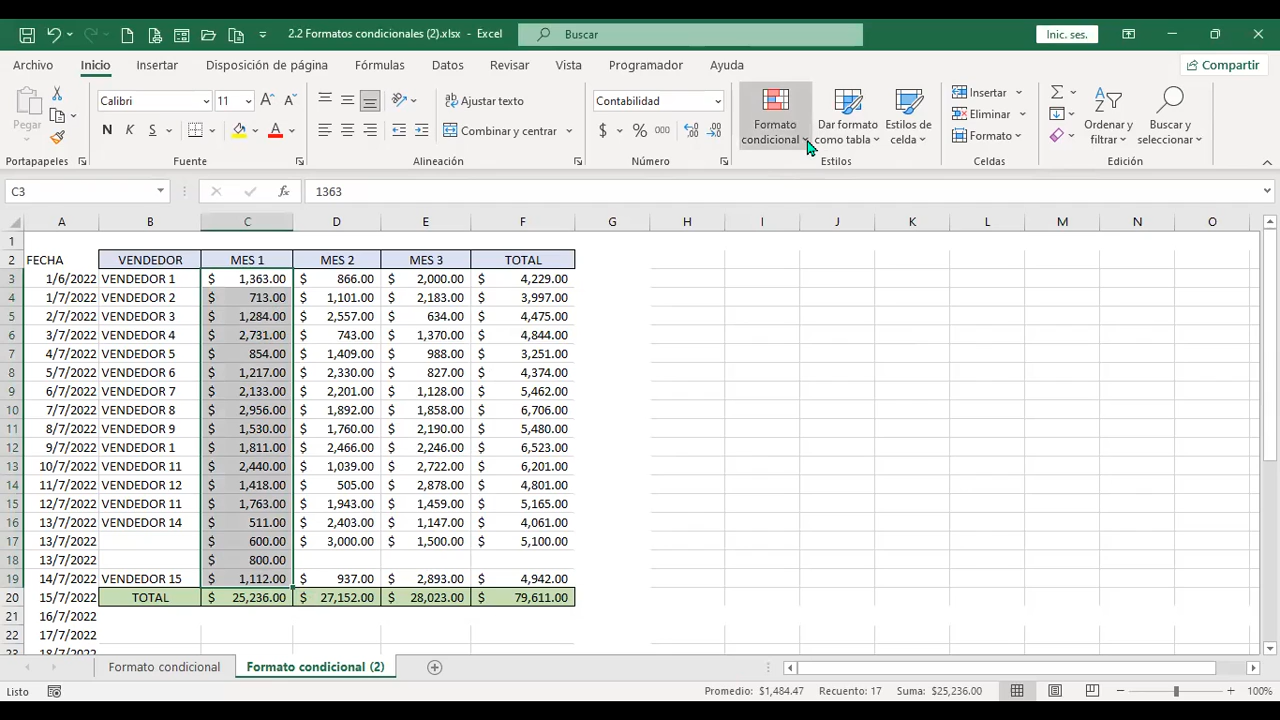 2.2 Formatos condicionales (2).xlsx - Excel
Buscar
Inic. ses.
Archivo Inicio Insertar Disposición de página Fórmulas Datos Revisar Vista Programador Ayuda Compartir
Pegar
Calibri 11
N K S
Ajustar texto
Combinar y centrar
Contabilidad
$ % 000
Formato condicional
Dar formato como tabla
Estilos de celda
Insertar
Eliminar
Formato
Ordenar y filtrar
Buscar y seleccionar
Portapapeles Fuente Alineación Número Estilos Celdas Edición
C3 fx 1363
A B C D E F G H I J K L M N O
1
2 FECHA VENDEDOR MES 1 MES 2 MES 3 TOTAL
3 1/6/2022 VENDEDOR 1 $ 1,363.00 $ 866.00 $ 2,000.00 $ 4,229.00
4 1/7/2022 VENDEDOR 2 $ 713.00 $ 1,101.00 $ 2,183.00 $ 3,997.00
5 2/7/2022 VENDEDOR 3 $ 1,284.00 $ 2,557.00 $ 634.00 $ 4,475.00
6 3/7/2022 VENDEDOR 4 $ 2,731.00 $ 743.00 $ 1,370.00 $ 4,844.00
7 4/7/2022 VENDEDOR 5 $ 854.00 $ 1,409.00 $ 988.00 $ 3,251.00
8 5/7/2022 VENDEDOR 6 $ 1,217.00 $ 2,330.00 $ 827.00 $ 4,374.00
9 6/7/2022 VENDEDOR 7 $ 2,133.00 $ 2,201.00 $ 1,128.00 $ 5,462.00
10 7/7/2022 VENDEDOR 8 $ 2,956.00 $ 1,892.00 $ 1,858.00 $ 6,706.00
11 8/7/2022 VENDEDOR 9 $ 1,530.00 $ 1,760.00 $ 2,190.00 $ 5,480.00
12 9/7/2022 VENDEDOR 1 $ 1,811.00 $ 2,466.00 $ 2,246.00 $ 6,523.00
13 10/7/2022 VENDEDOR 11 $ 2,440.00 $ 1,039.00 $ 2,722.00 $ 6,201.00
14 11/7/2022 VENDEDOR 12 $ 1,418.00 $ 505.00 $ 2,878.00 $ 4,801.00
15 12/7/2022 VENDEDOR 11 $ 1,763.00 $ 1,943.00 $ 1,459.00 $ 5,165.00
16 13/7/2022 VENDEDOR 14 $ 511.00 $ 2,403.00 $ 1,147.00 $ 4,061.00
17 13/7/2022 $ 600.00 $ 3,000.00 $ 1,500.00 $ 5,100.00
18 13/7/2022 $ 800.00
19 14/7/2022 VENDEDOR 15 $ 1,112.00 $ 937.00 $ 2,893.00 $ 4,942.00
20 15/7/2022 TOTAL $ 25,236.00 $ 27,152.00 $ 28,023.00 $ 79,611.00
21 16/7/2022
22 17/7/2022
23 18/7/2022
Formato condicional Formato condicional (2)
Listo Promedio: $1,484.47 Recuento: 17 Suma: $25,236.00 100%